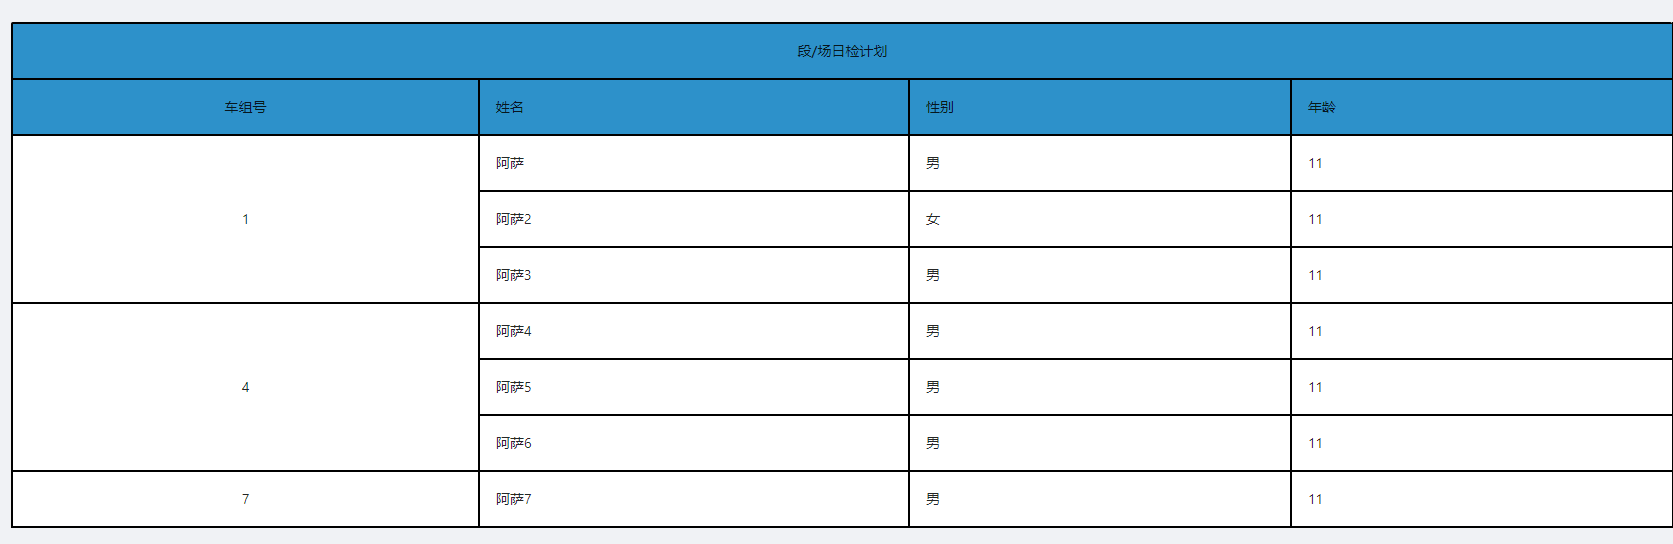 段/场日检计划
车组号 姓名 性别 年龄
阿萨 男 11
1 阿萨2 女 11
阿萨3 男 11
阿萨4 男 11
4 阿萨5 男 11
阿萨6 男 11
7 阿萨7 男 11